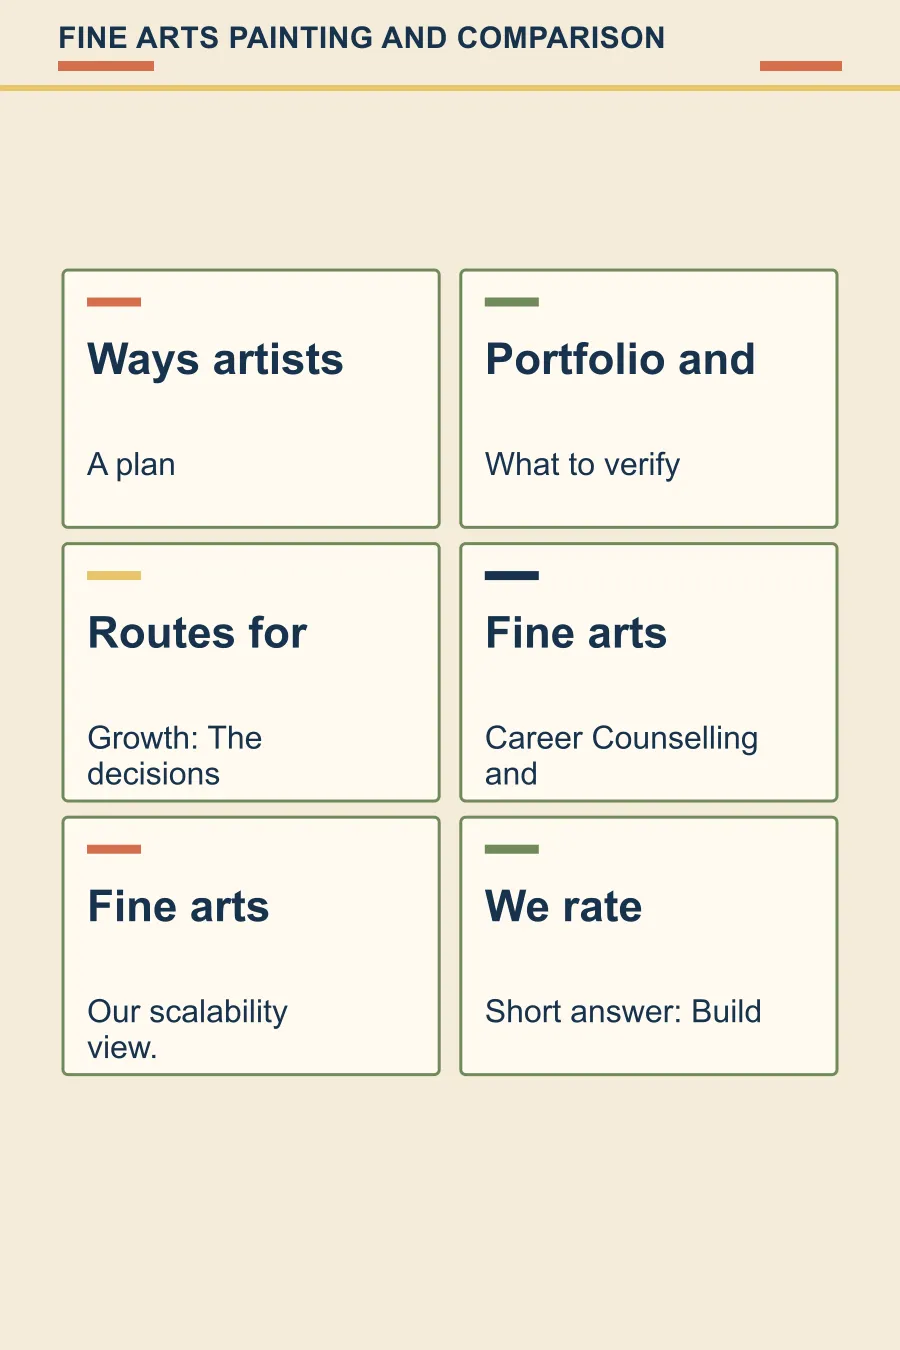 FINE ARTS PAINTING AND COMPARISON
Ways artists
A plan
Portfolio and
What to verify
Routes for
Growth: The
decisions
Fine arts
Career Counselling
and
Fine arts
Our scalability
view.
We rate
Short answer: Build